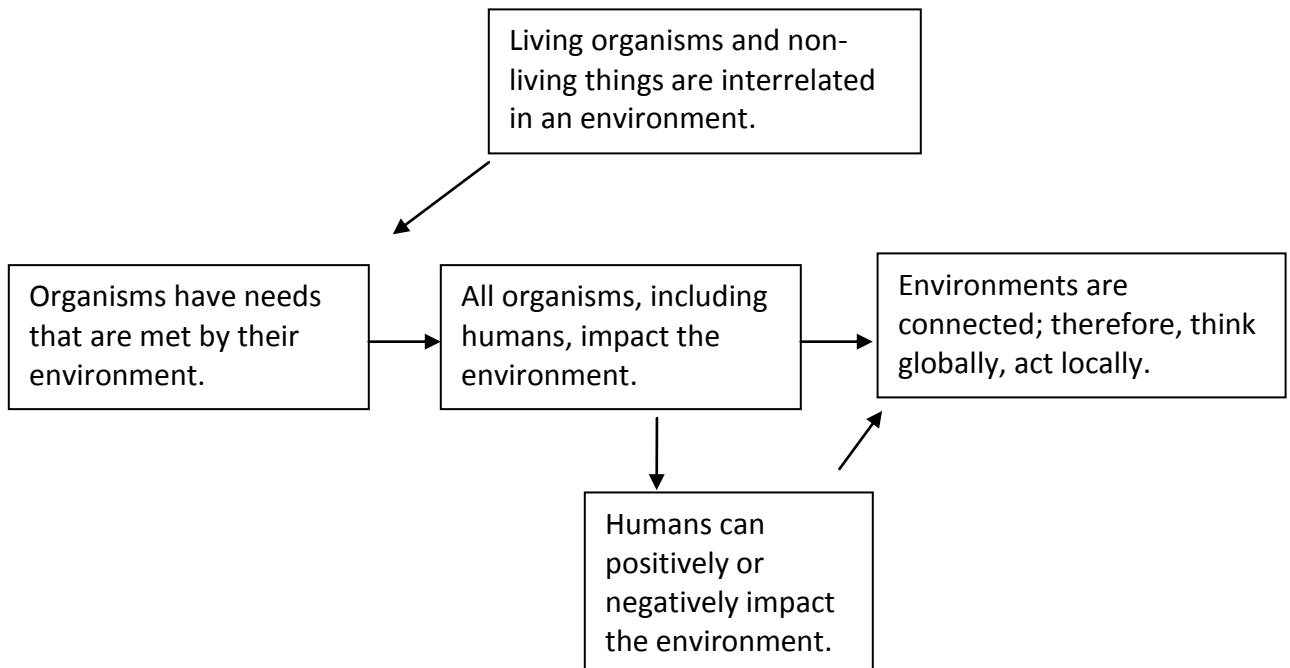 Living organisms and non-
living things are interrelated
in an environment.
Organisms have needs
that are met by their
environment.
All organisms, including
humans, impact the
environment.
Environments are
connected; therefore, think
globally, act locally.
Humans can
positively or
negatively impact
the environment.